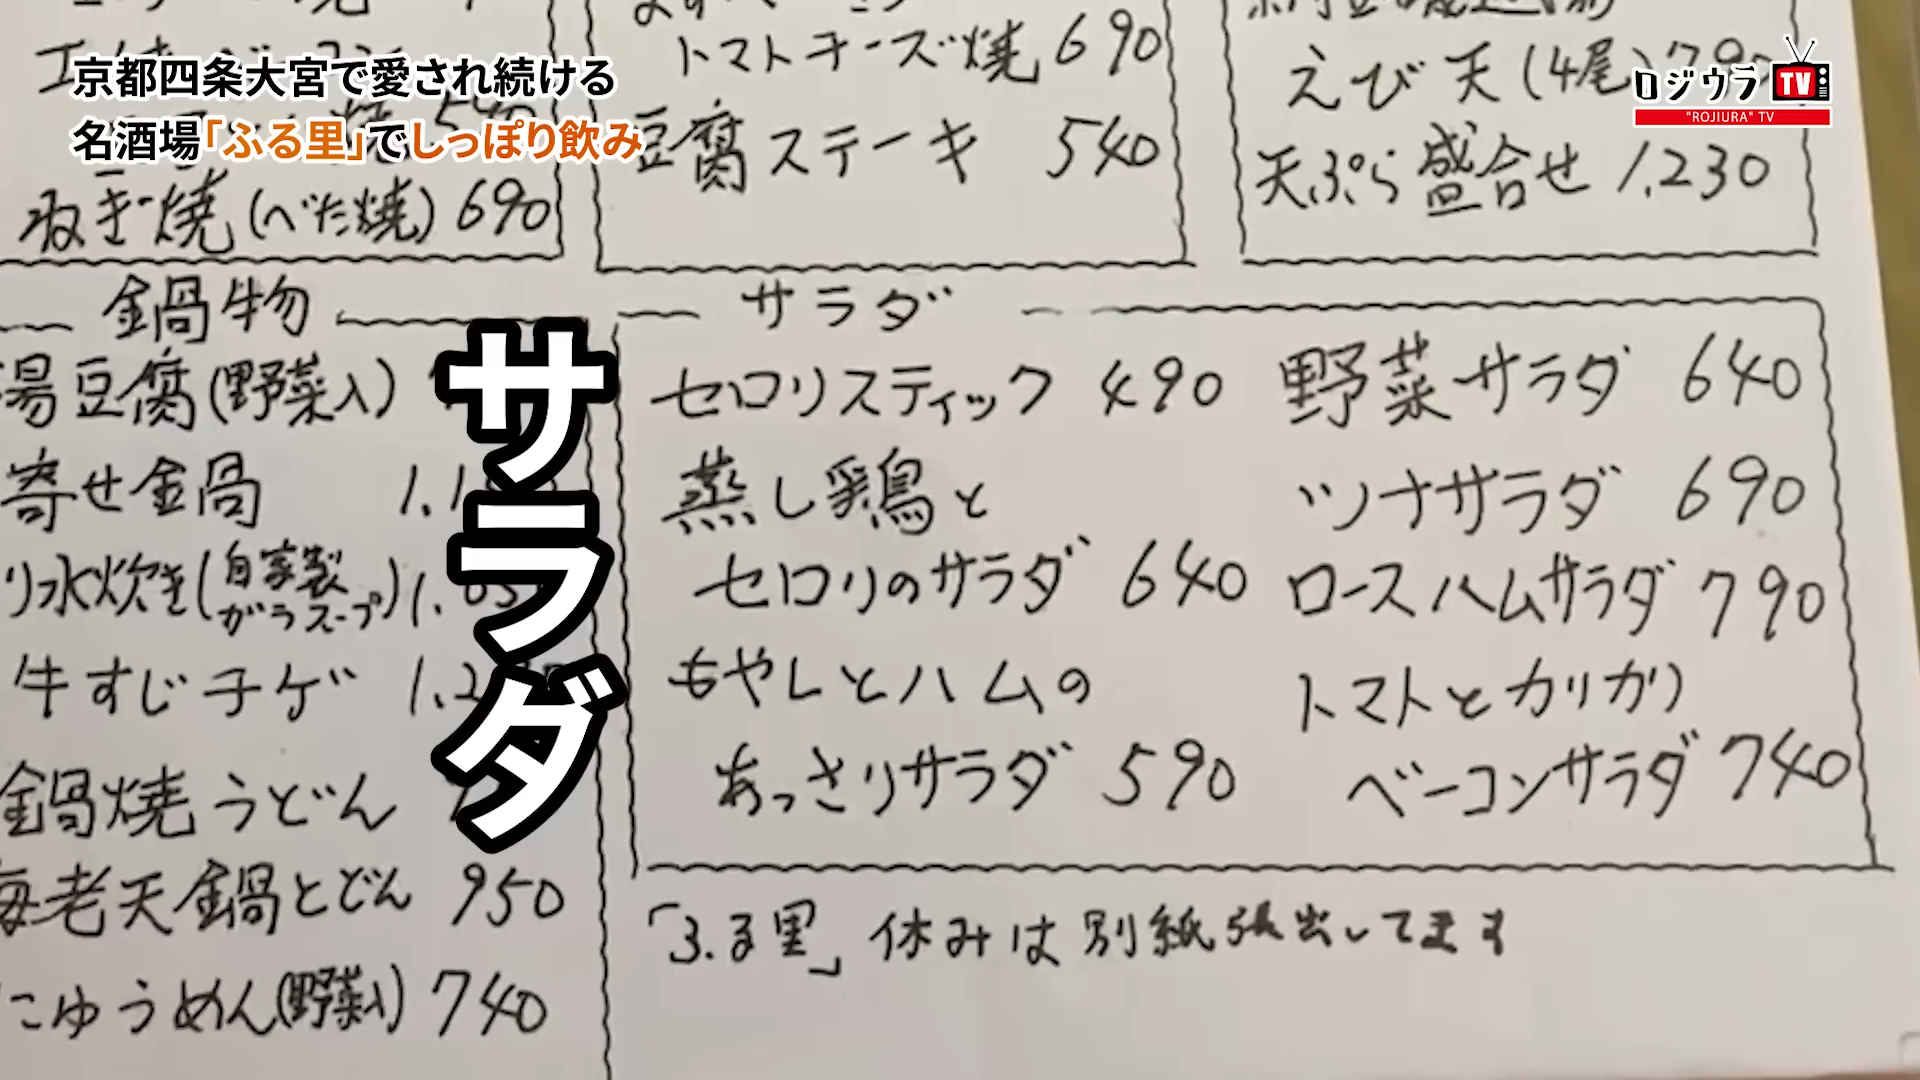 京都四条大宮で愛され続ける
名酒場「ふる里」でしっぽり飲み
ロジウラ TV
"ROJIURA" TV
ねぎ焼(べた焼) 690
トマトチーズ焼 690
豆腐ステーキ 540
えび天(4尾) 790
天ぷら盛合せ 1.230
鍋物
湯豆腐(野菜入)
寄せ鍋
り水炊き(自家製ガラスープ)
牛すじチゲ
鍋焼うどん
海老天鍋とどん 950
にゅうめん(野菜入) 740
サラダ
サラダ
セロリスティック 490
蒸し鶏と
セロリのサラダ 640
もやしとハムの
あっさりサラダ 590
野菜サラダ 640
ツナサラダ 690
ロースハムサラダ 790
トマトとカリカリ
ベーコンサラダ 740
「ふる里」休みは別紙張出してます